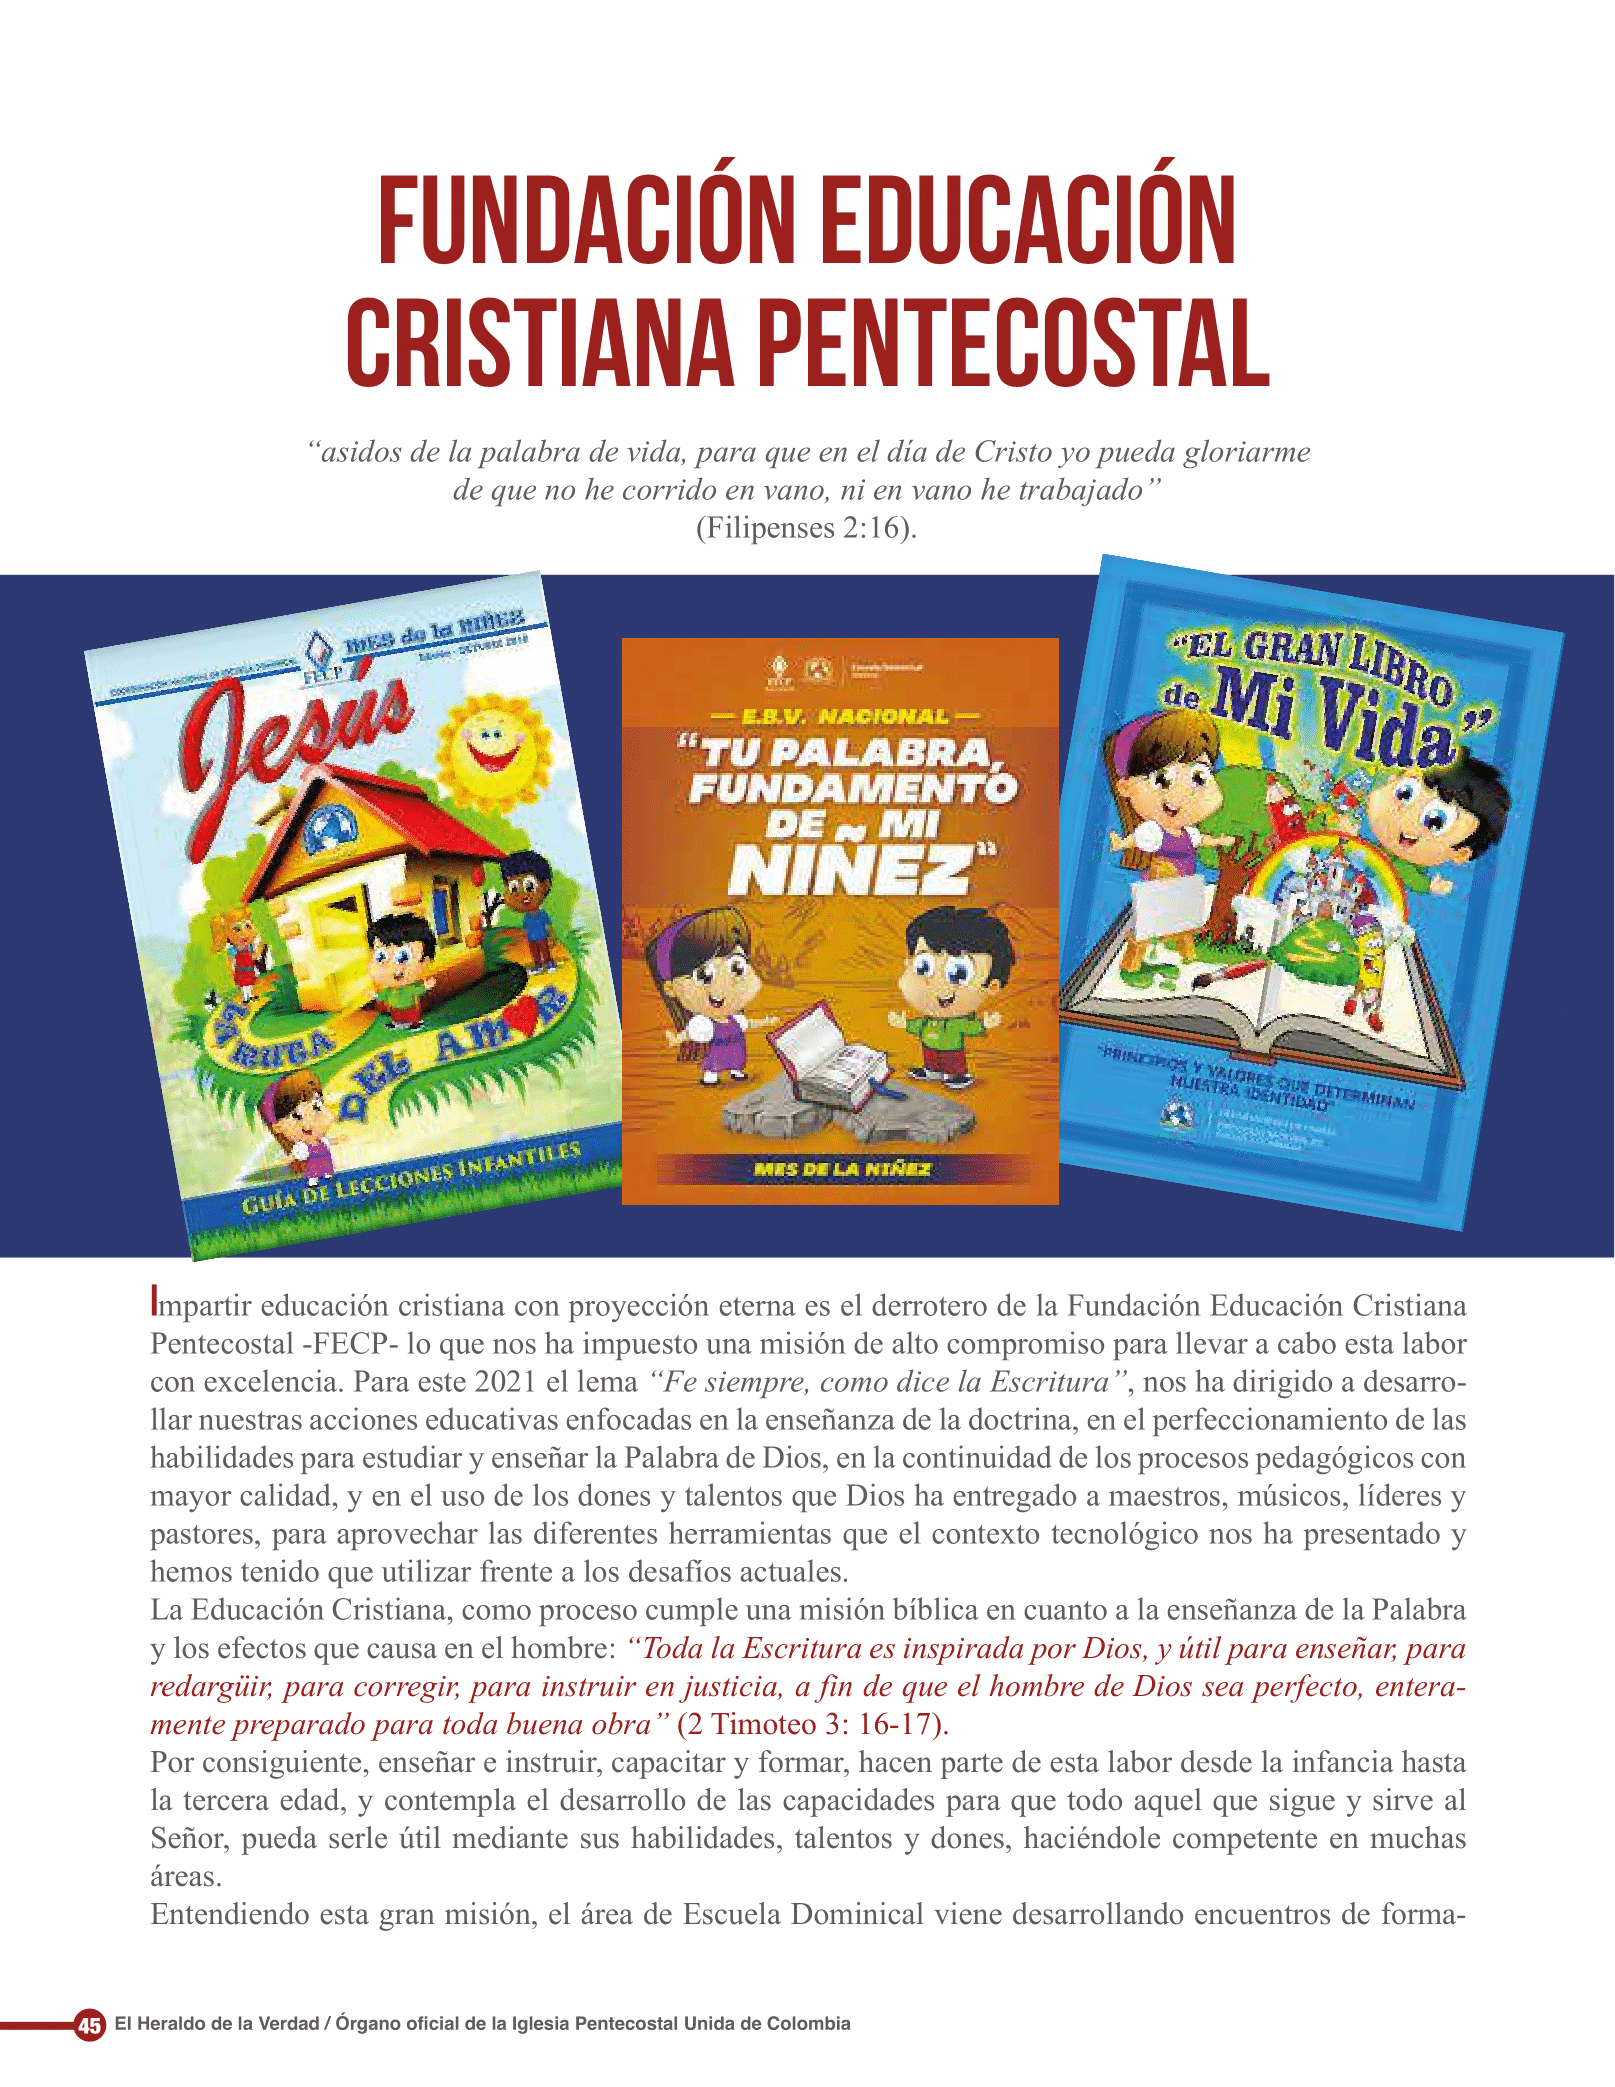 FUNDACIÓN EDUCACIÓN
CRISTIANA PENTECOSTAL
“asidos de la palabra de vida, para que en el día de Cristo yo pueda gloriarme
de que no he corrido en vano, ni en vano he trabajado”
(Filipenses 2:16).
MES de la NIÑEZ
FECP
Jesús
LA RUTA
DEL AMOR
GUÍA DE LECCIONES INFANTILES
FECP
E.B.V. NACIONAL
“TU PALABRA,
FUNDAMENTO
DE MI
NIÑEZ”
MES DE LA NIÑEZ
“EL GRAN LIBRO
de Mi Vida”
“PRINCIPIOS Y VALORES QUE DETERMINAN
NUESTRA IDENTIDAD”
Impartir educación cristiana con proyección eterna es el derrotero de la Fundación Educación Cristiana
Pentecostal -FECP- lo que nos ha impuesto una misión de alto compromiso para llevar a cabo esta labor
con excelencia. Para este 2021 el lema “Fe siempre, como dice la Escritura”, nos ha dirigido a desarro-
llar nuestras acciones educativas enfocadas en la enseñanza de la doctrina, en el perfeccionamiento de las
habilidades para estudiar y enseñar la Palabra de Dios, en la continuidad de los procesos pedagógicos con
mayor calidad, y en el uso de los dones y talentos que Dios ha entregado a maestros, músicos, líderes y
pastores, para aprovechar las diferentes herramientas que el contexto tecnológico nos ha presentado y
hemos tenido que utilizar frente a los desafíos actuales.
La Educación Cristiana, como proceso cumple una misión bíblica en cuanto a la enseñanza de la Palabra
y los efectos que causa en el hombre: “Toda la Escritura es inspirada por Dios, y útil para enseñar, para
redargüir, para corregir, para instruir en justicia, a fin de que el hombre de Dios sea perfecto, entera-
mente preparado para toda buena obra” (2 Timoteo 3: 16-17).
Por consiguiente, enseñar e instruir, capacitar y formar, hacen parte de esta labor desde la infancia hasta
la tercera edad, y contempla el desarrollo de las capacidades para que todo aquel que sigue y sirve al
Señor, pueda serle útil mediante sus habilidades, talentos y dones, haciéndole competente en muchas
áreas.
Entendiendo esta gran misión, el área de Escuela Dominical viene desarrollando encuentros de forma-
45 El Heraldo de la Verdad / Órgano oficial de la Iglesia Pentecostal Unida de Colombia